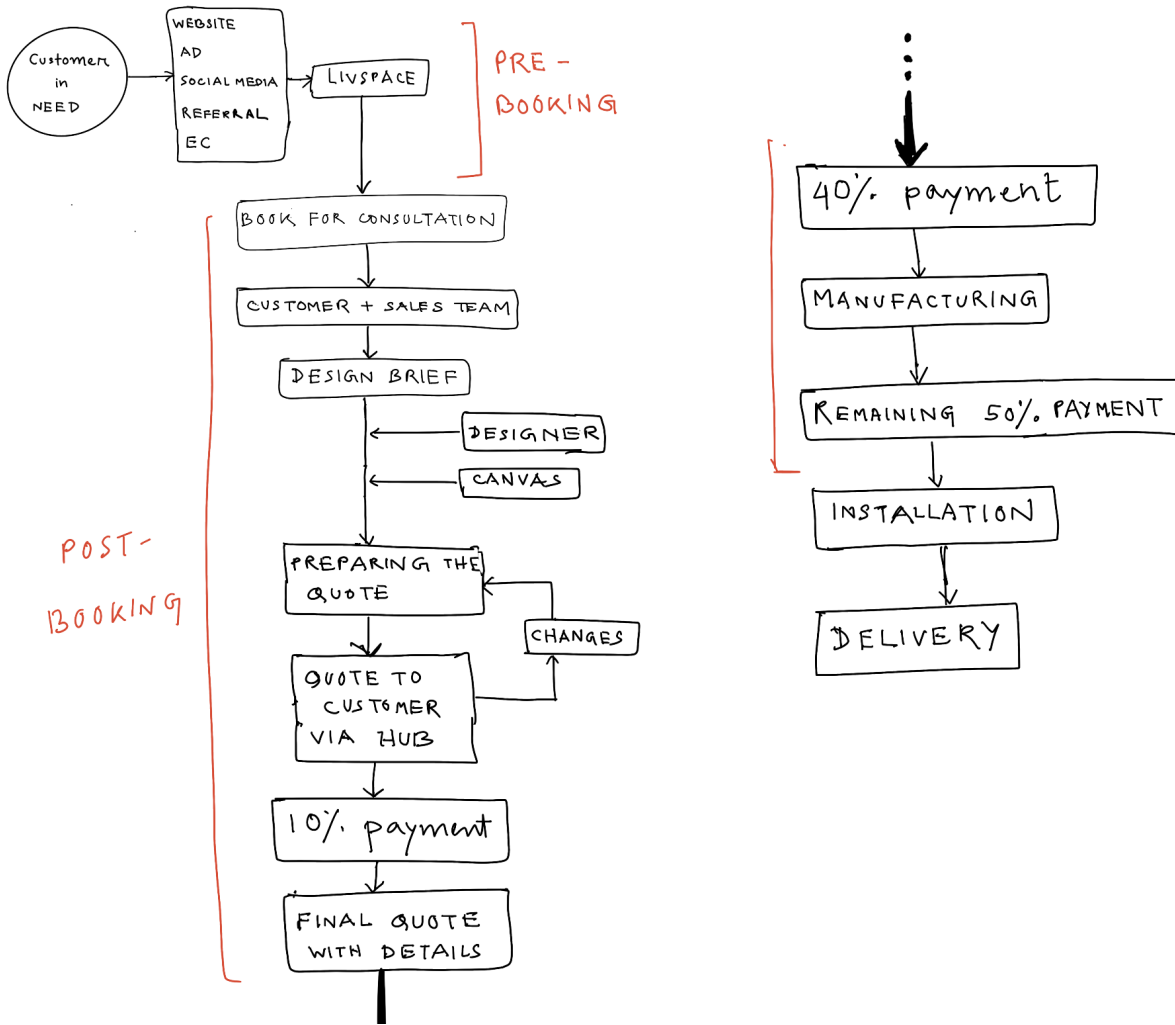 Customer
in
NEED
WEBSITE
AD
SOCIAL MEDIA
REFERRAL
EC
LIVSPACE
PRE-
BOOKING
BOOK FOR CONSULTATION
CUSTOMER + SALES TEAM
DESIGN BRIEF
DESIGNER
CANVAS
POST-
BOOKING
PREPARING THE
QUOTE
CHANGES
QUOTE TO
CUSTOMER
VIA HUB
10% payment
FINAL QUOTE
WITH DETAILS
40% payment
MANUFACTURING
REMAINING 50% PAYMENT
INSTALLATION
DELIVERY